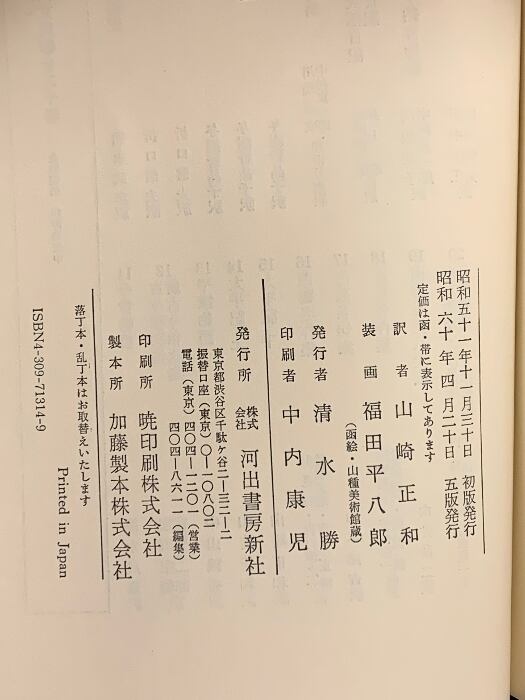 昭和五十一年十一月三十日　初版発行
昭和六十年四月二十日　五版発行
定価は函・帯に表示してあります
訳者　山崎正和
装画　福田平八郎
（函絵・山種美術館蔵）
発行者　清水勝
印刷者　中内康児
発行所　株式会社　河出書房新社
東京都渋谷区千駄ヶ谷二―三二―二
振替口座（東京）〇―一〇八〇二
電話（東京）四〇四―一二〇一（営業）
四〇四―八六一一（編集）
印刷所　暁印刷株式会社
製本所　加藤製本株式会社
落丁本・乱丁本はお取替えいたします
Printed in Japan
ISBN4-309-71314-9